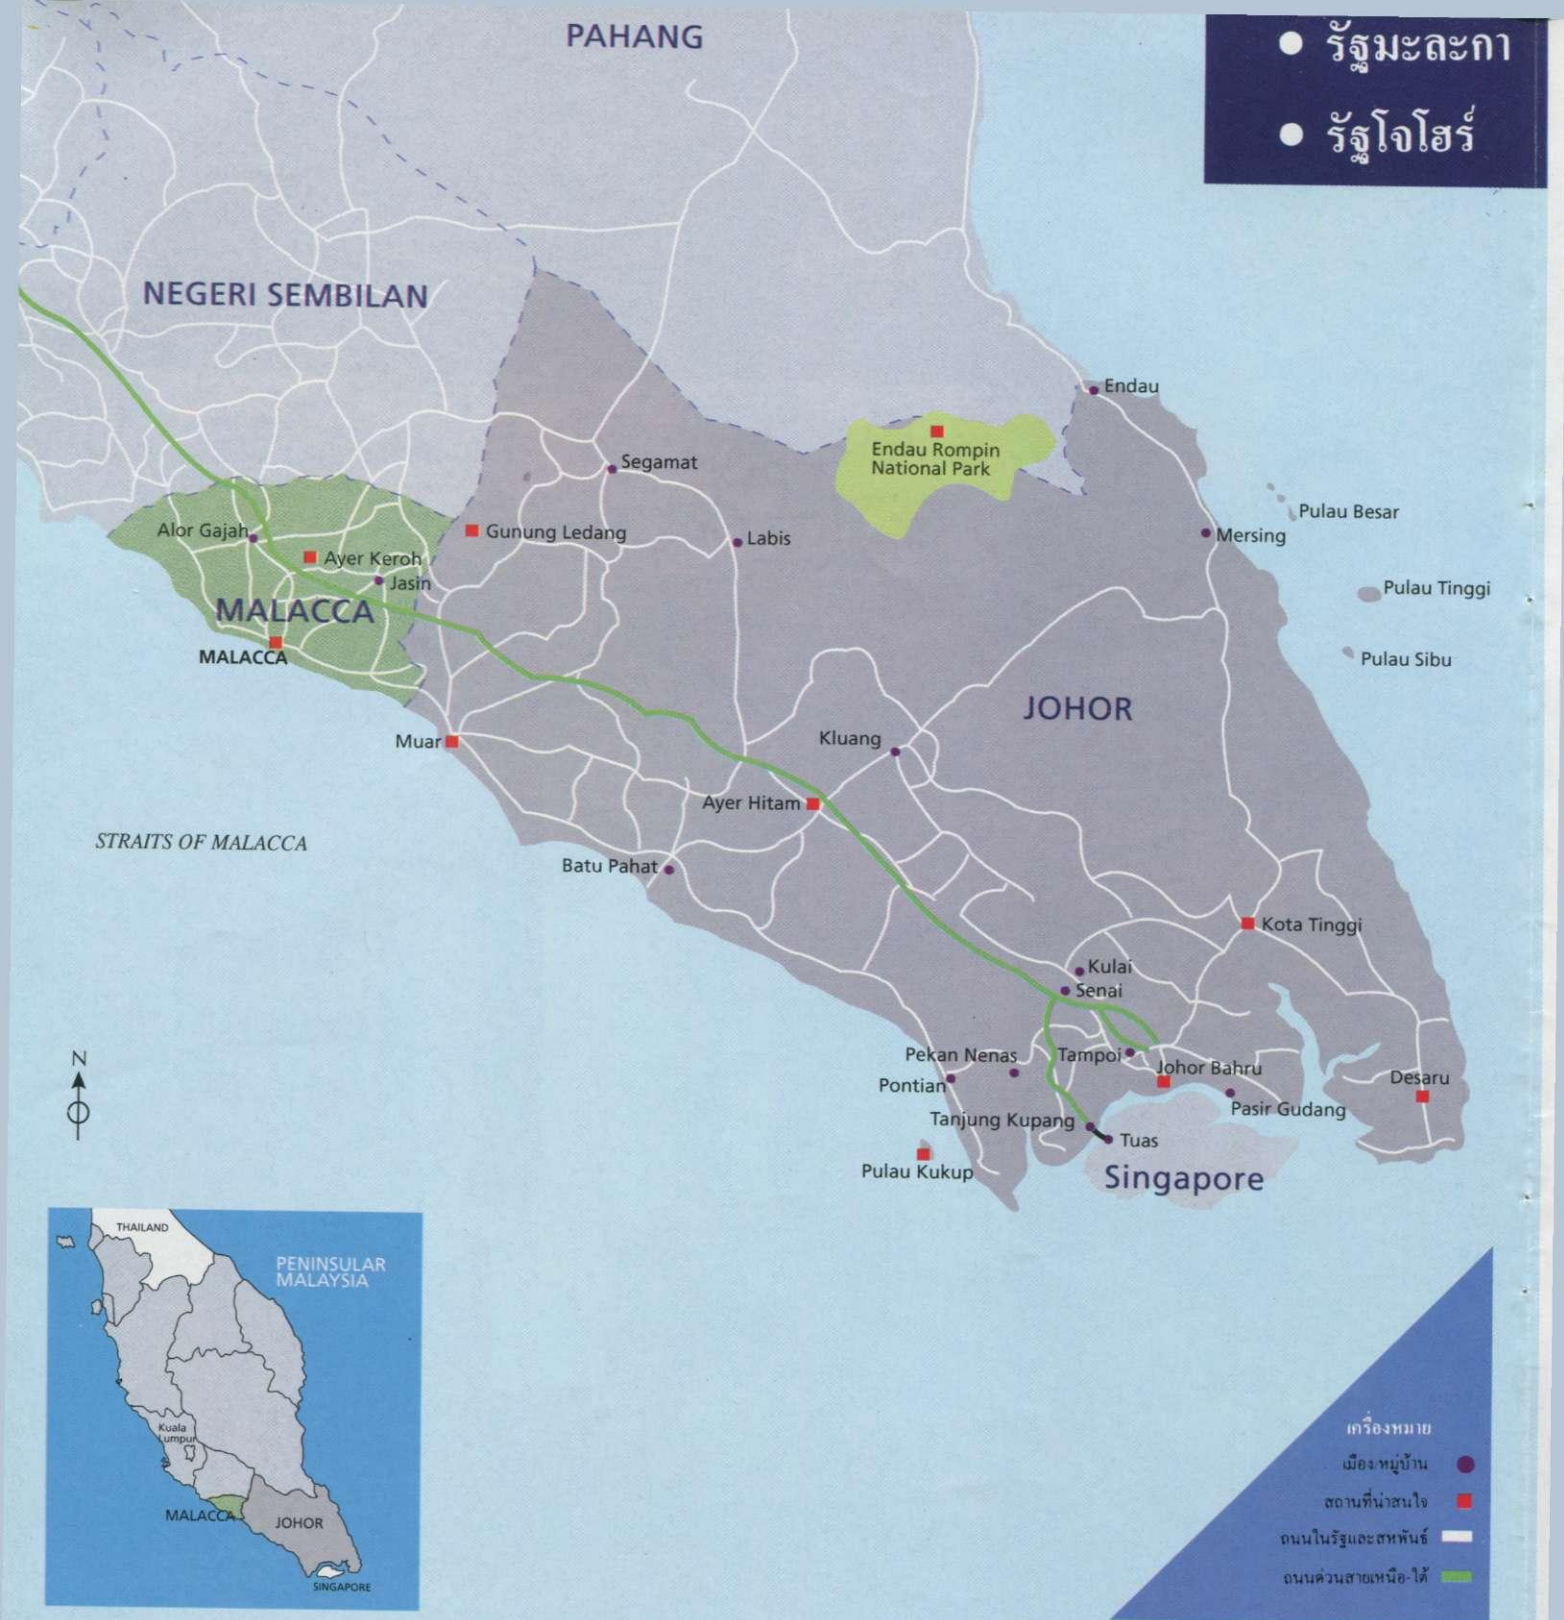 PAHANG
● รัฐมะละกา
● รัฐโจโฮร์
NEGERI SEMBILAN
Endau
Endau Rompin
National Park
Segamat
Pulau Besar
Alor Gajah
Gunung Ledang
Labis
Mersing
Ayer Keroh
Jasin
Pulau Tinggi
MALACCA
MALACCA
Pulau Sibu
JOHOR
Muar
Kluang
Ayer Hitam
STRAITS OF MALACCA
Batu Pahat
Kota Tinggi
Kulai
Senai
N
Pekan Nenas
Tampoi
Johor Bahru
Pontian
Desaru
Pasir Gudang
Tanjung Kupang
Tuas
Pulau Kukup
Singapore
THAILAND
PENINSULAR
MALAYSIA
Kuala
Lumpur
MALACCA
JOHOR
SINGAPORE
เครื่องหมาย
เมือง/หมู่บ้าน
สถานที่น่าสนใจ
ถนนในรัฐและสหพันธ์
ถนนด่วนสายเหนือ-ใต้